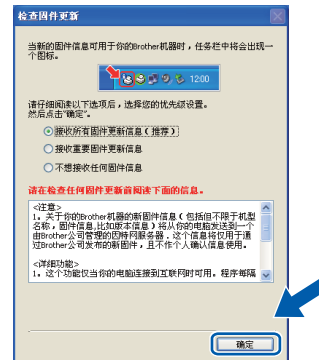 检查固件更新
当新的固件信息可用于你的Brother机器时，任务栏中将会出现一
个图标。
12:00
请仔细阅读以下选项后，选择您的优先级设置。
然后点击“确定”。
接收所有固件更新信息（推荐）
接收重要固件更新信息
不想接收任何固件信息
请在检查任何固件更新前阅读下面的信息。
<注意>
1。关于你的Brother机器的新固件信息（包括但不限于机型
名称，固件信息，比如版本信息）将从你的电脑发送到一个
由Brother公司管理的因特网服务器．这个信息将仅用于通
过Brother公司发布的新固件，且不作个人确认信息使用。
<详细功能>
1。这个功能仅当你的电脑连接到互联网时可用。程序每隔
确定